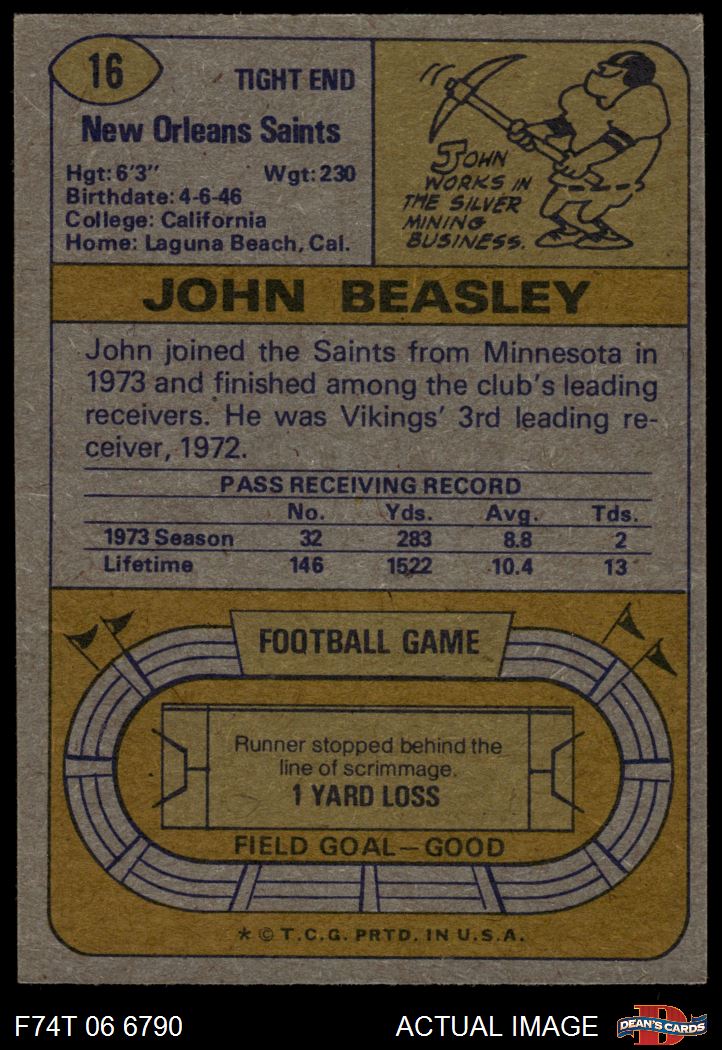 16
TIGHT END
New Orleans Saints
Hgt: 6'3" Wgt: 230
Birthdate: 4-6-46
College: California
Home: Laguna Beach, Cal.
JOHN
WORKS IN
THE SILVER
MINING
BUSINESS.
JOHN BEASLEY
John joined the Saints from Minnesota in
1973 and finished among the club's leading
receivers. He was Vikings' 3rd leading re-
ceiver, 1972.
PASS RECEIVING RECORD
No. Yds. Avg. Tds.
1973 Season 32 283 8.8 2
Lifetime 146 1522 10.4 13
FOOTBALL GAME
Runner stopped behind the
line of scrimmage.
1 YARD LOSS
FIELD GOAL—GOOD
* © T.C.G. PRTD. IN U.S.A.
F74T 06 6790 ACTUAL IMAGE
D
DEAN'S CARDS